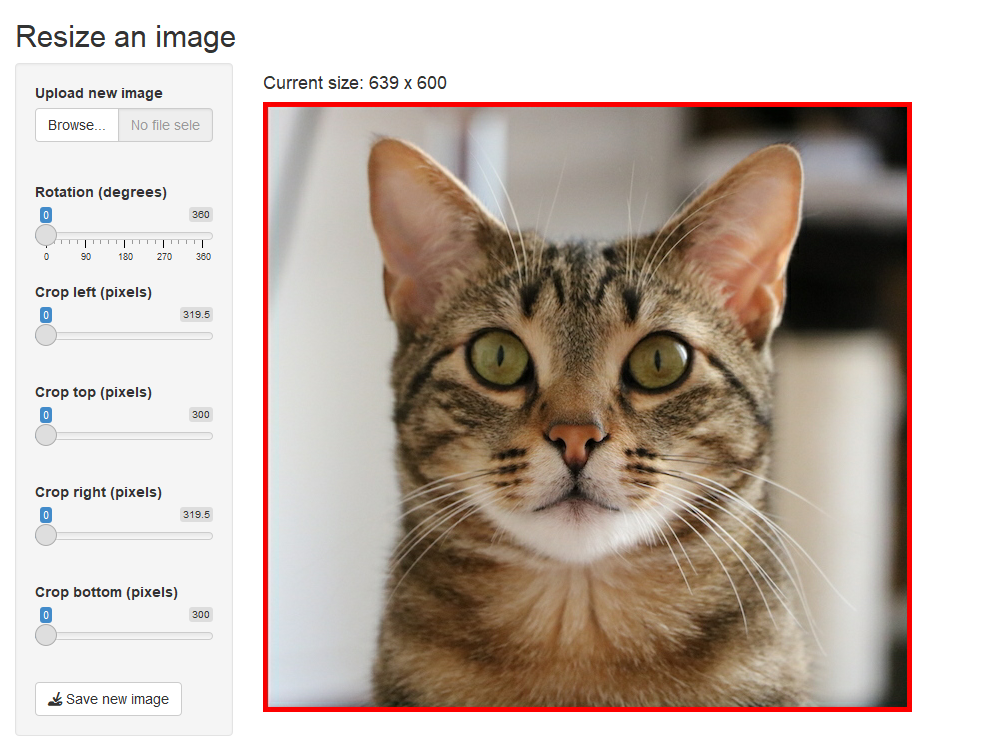 Resize an image
Upload new image
Browse... No file sele
Rotation (degrees)
0 360
0 90 180 270 360
Crop left (pixels)
0 319.5
Crop top (pixels)
0 300
Crop right (pixels)
0 319.5
Crop bottom (pixels)
0 300
Save new image
Current size: 639 x 600